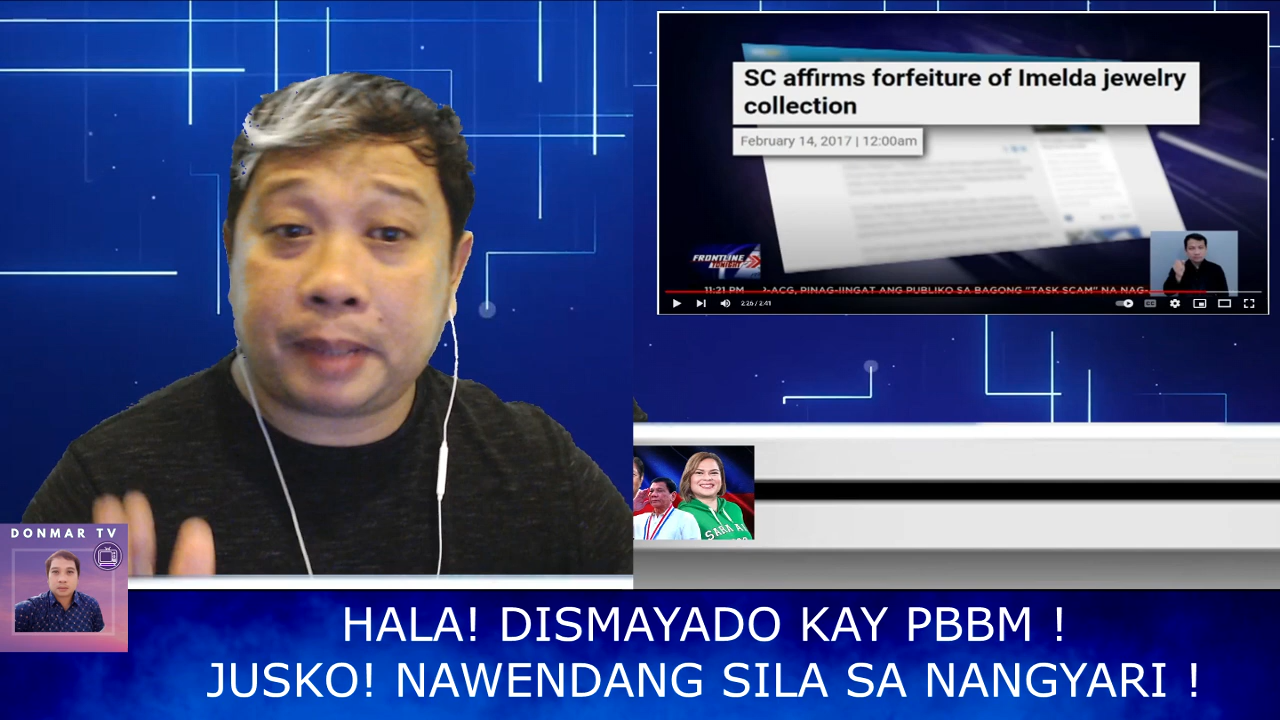 SC affirms forfeiture of Imelda jewelry
collection
February 14, 2017 | 12:00am
FRONTLINE
TONIGHT
11:21 PM
P-ACG, PINAG-IINGAT ANG PUBLIKO SA BAGONG "TASK SCAM" NA NAG-
2:26 / 2:41
SARA
DONMAR TV
HALA! DISMAYADO KAY PBBM !
JUSKO! NAWENDANG SILA SA NANGYARI !